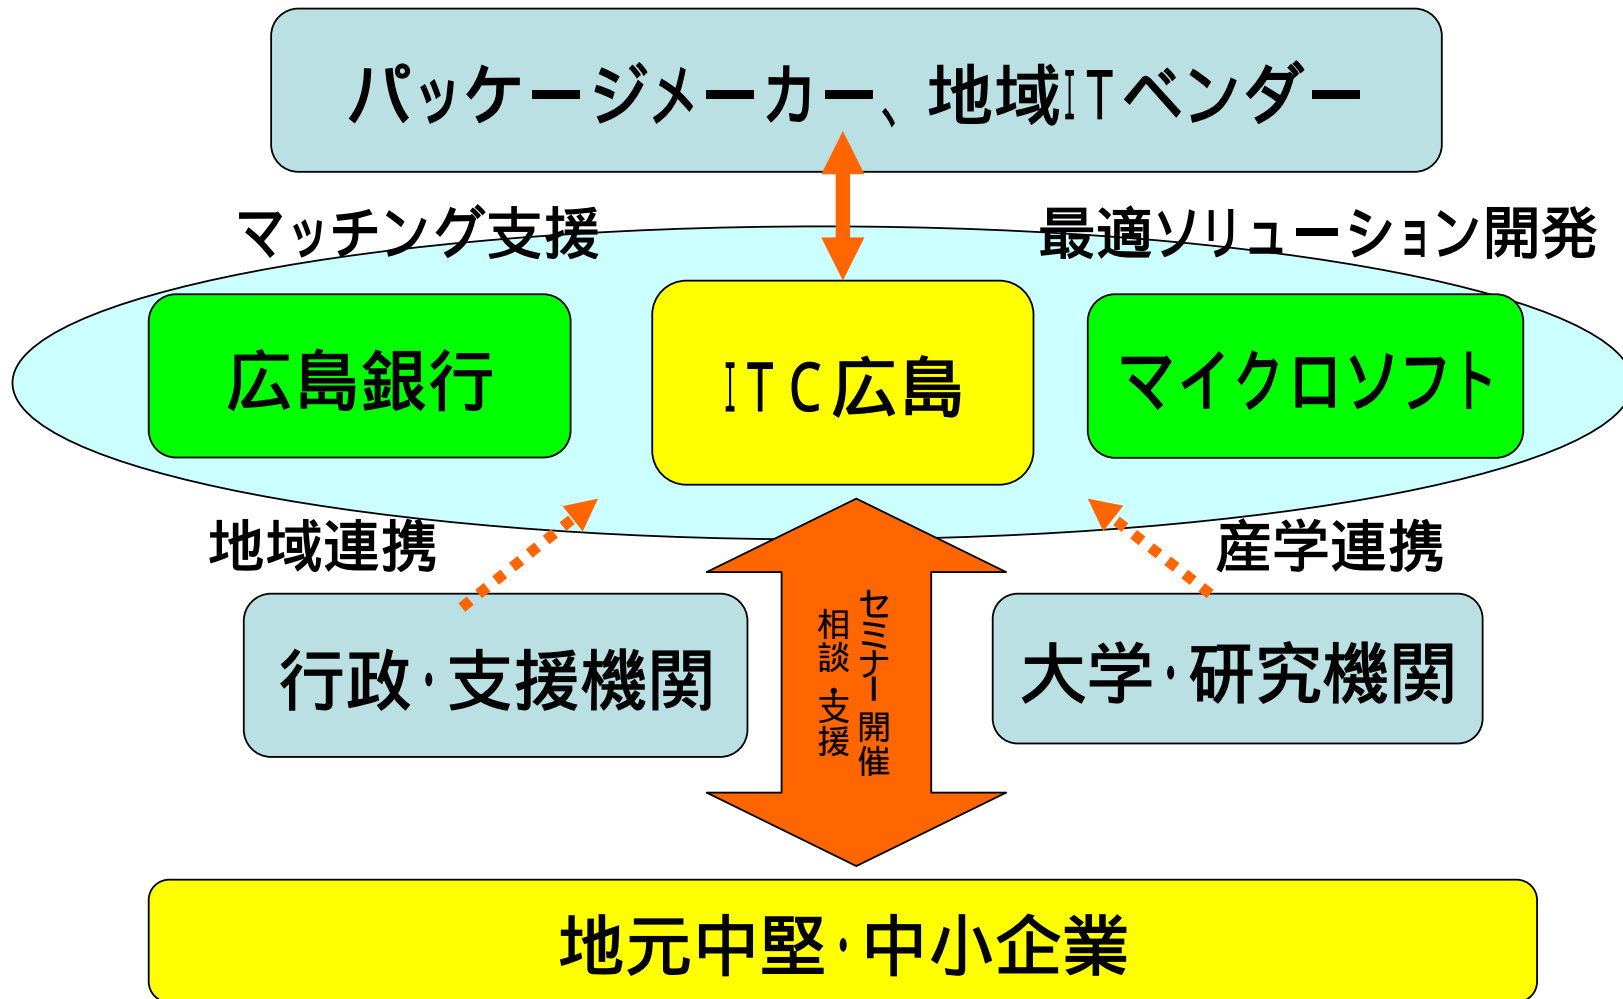 パッケージメーカー、地域ITベンダー
マッチング支援
最適ソリューション開発
広島銀行
ITC広島
マイクロソフト
地域連携
産学連携
セミナー開催
相談・支援
行政・支援機関
大学・研究機関
地元中堅・中小企業